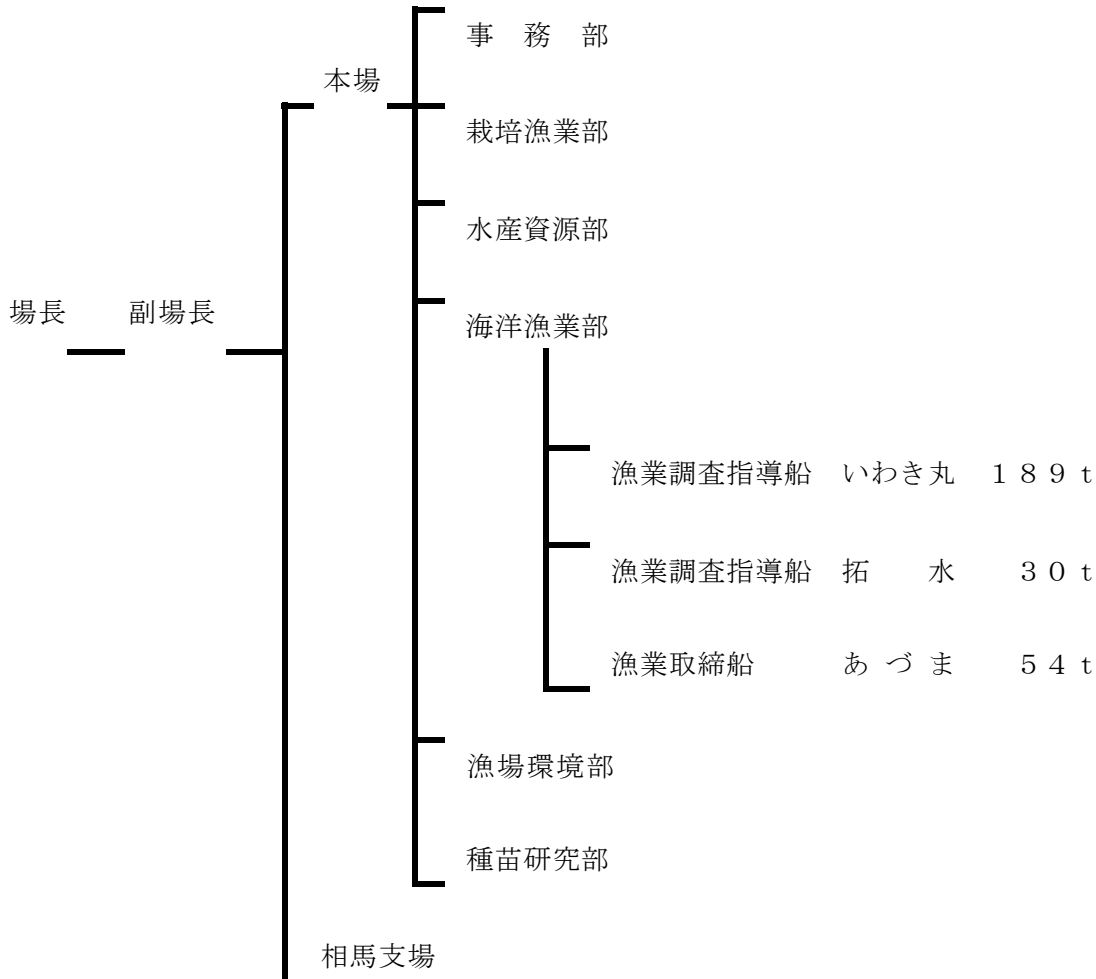 事　務　部
本場
栽培漁業部
水産資源部
場長　副場長　海洋漁業部
漁業調査指導船　いわき丸　１８９ｔ
漁業調査指導船　拓　　水　　３０ｔ
漁業取締船　　　あ づ ま　　５４ｔ
漁場環境部
種苗研究部
相馬支場